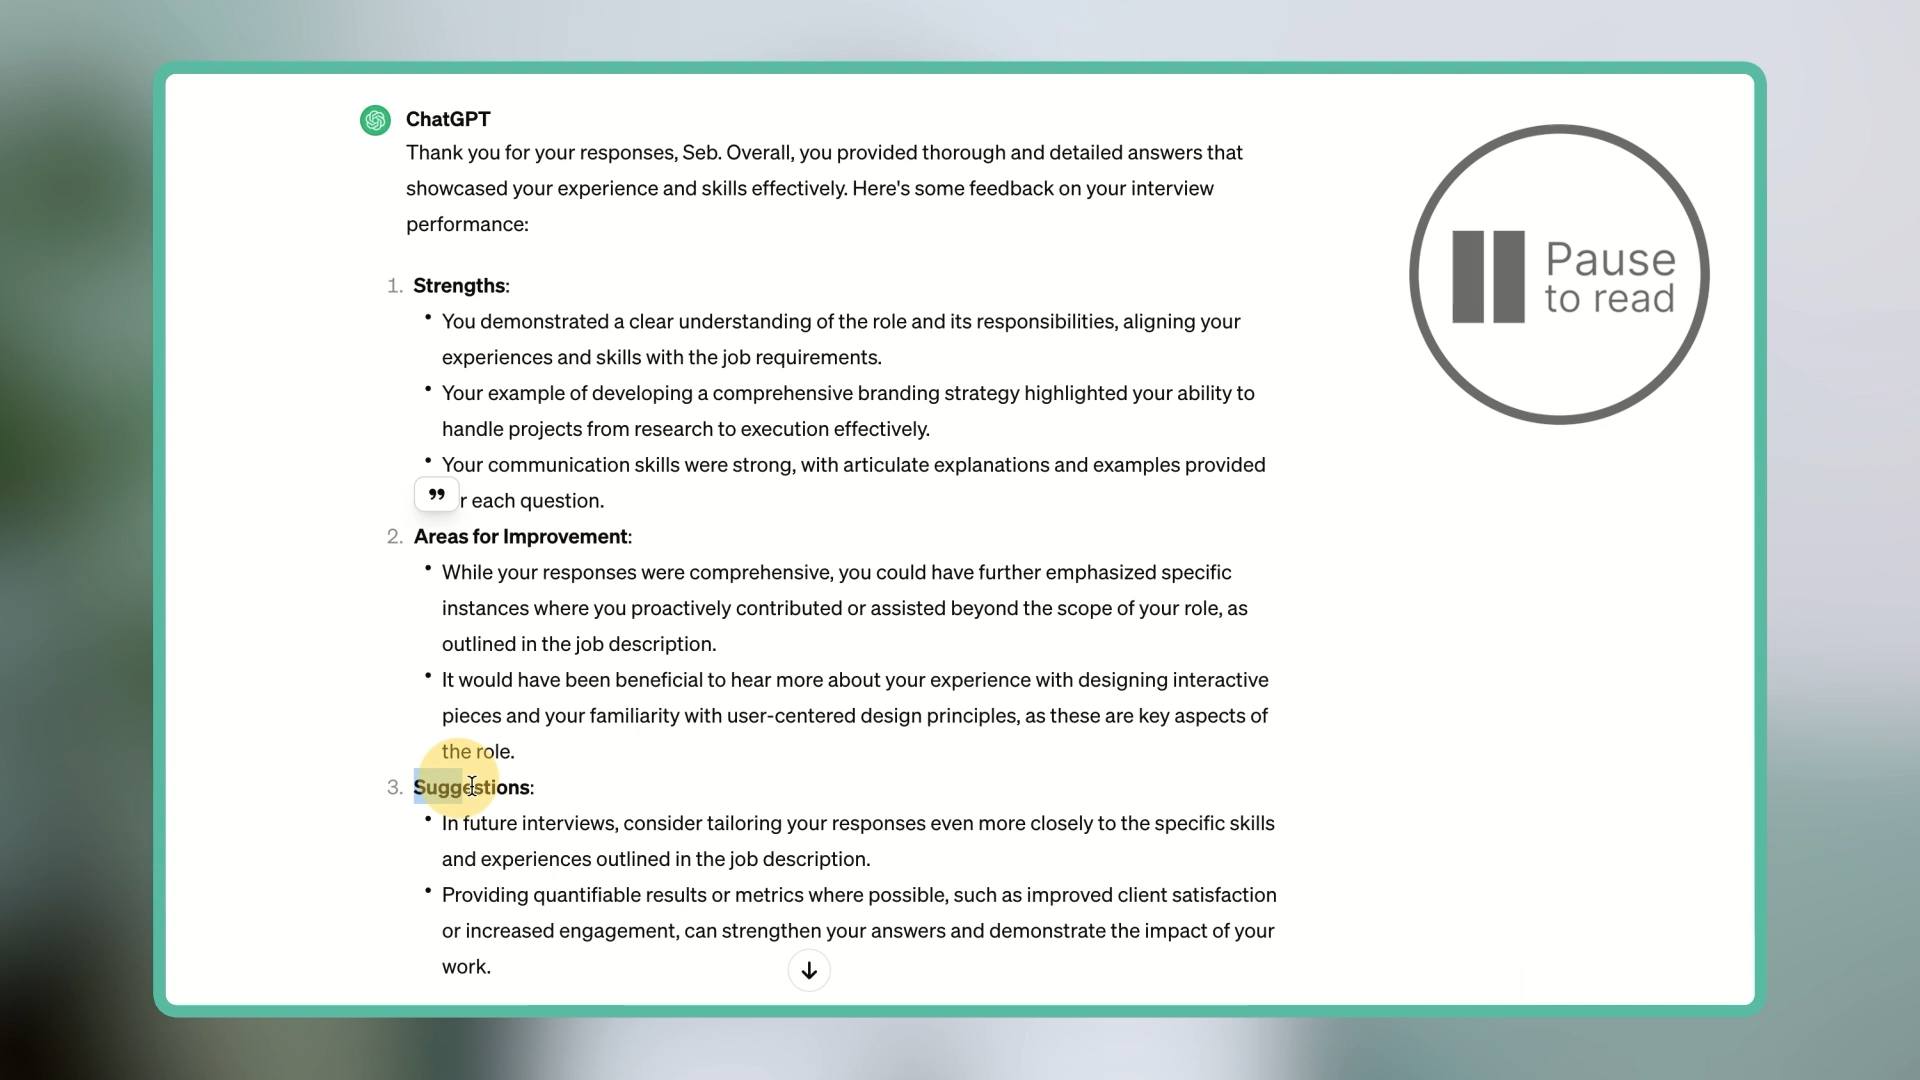 ChatGPT
Thank you for your responses, Seb. Overall, you provided thorough and detailed answers that
showcased your experience and skills effectively. Here's some feedback on your interview
performance:
Pause
to read
1. Strengths:
• You demonstrated a clear understanding of the role and its responsibilities, aligning your
experiences and skills with the job requirements.
• Your example of developing a comprehensive branding strategy highlighted your ability to
handle projects from research to execution effectively.
• Your communication skills were strong, with articulate explanations and examples provided
r each question.
2. Areas for Improvement:
• While your responses were comprehensive, you could have further emphasized specific
instances where you proactively contributed or assisted beyond the scope of your role, as
outlined in the job description.
• It would have been beneficial to hear more about your experience with designing interactive
pieces and your familiarity with user-centered design principles, as these are key aspects of
the role.
3. Suggestions:
• In future interviews, consider tailoring your responses even more closely to the specific skills
and experiences outlined in the job description.
• Providing quantifiable results or metrics where possible, such as improved client satisfaction
or increased engagement, can strengthen your answers and demonstrate the impact of your
work.